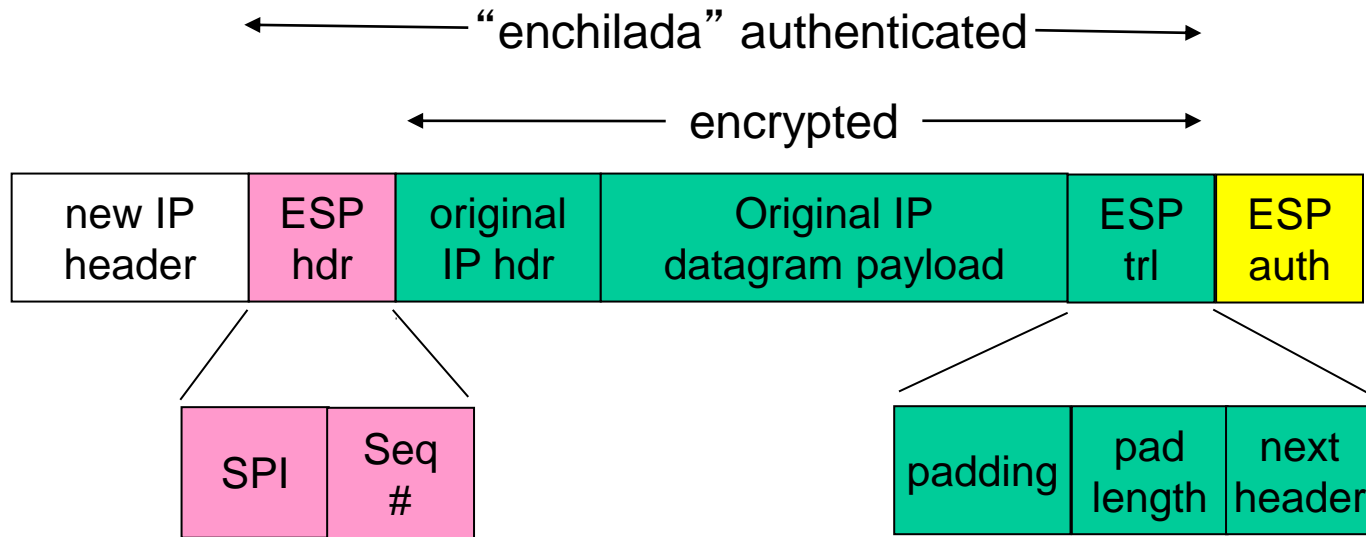 “enchilada” authenticated
encrypted
new IP
header
ESP
hdr
original
IP hdr
Original IP
datagram payload
ESP
trl
ESP
auth
SPI
Seq
#
padding
pad
length
next
header